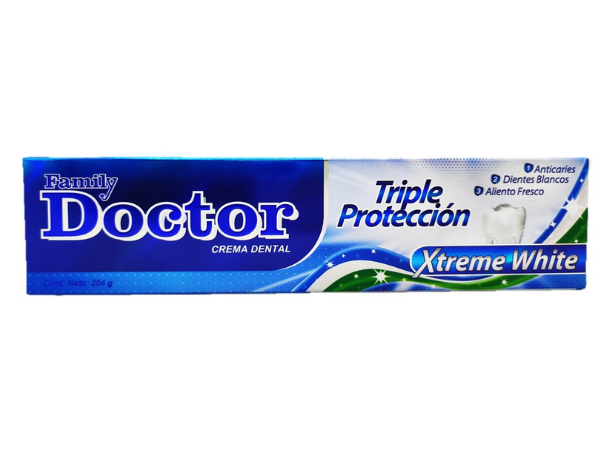 Family
Doctor
CREMA DENTAL
Cont. Neto: 204 g
Triple
Protección
1 Anticaries
2 Dientes Blancos
3 Aliento Fresco
Xtreme White